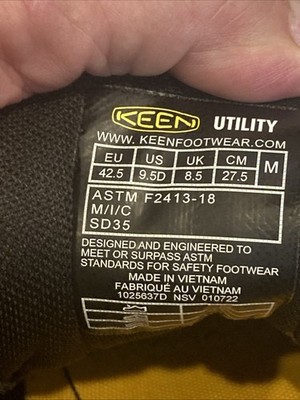 KEEN UTILITY
WWW.KEENFOOTWEAR.COM
EU US UK CM M
42.5 9.5D 8.5 27.5
ASTM F2413-18
M/I/C
SD35
DESIGNED AND ENGINEERED TO
MEET OR SURPASS ASTM
STANDARDS FOR SAFETY FOOTWEAR
MADE IN VIETNAM
FABRIQUÉ AU VIETNAM
1025637D NSV 010722